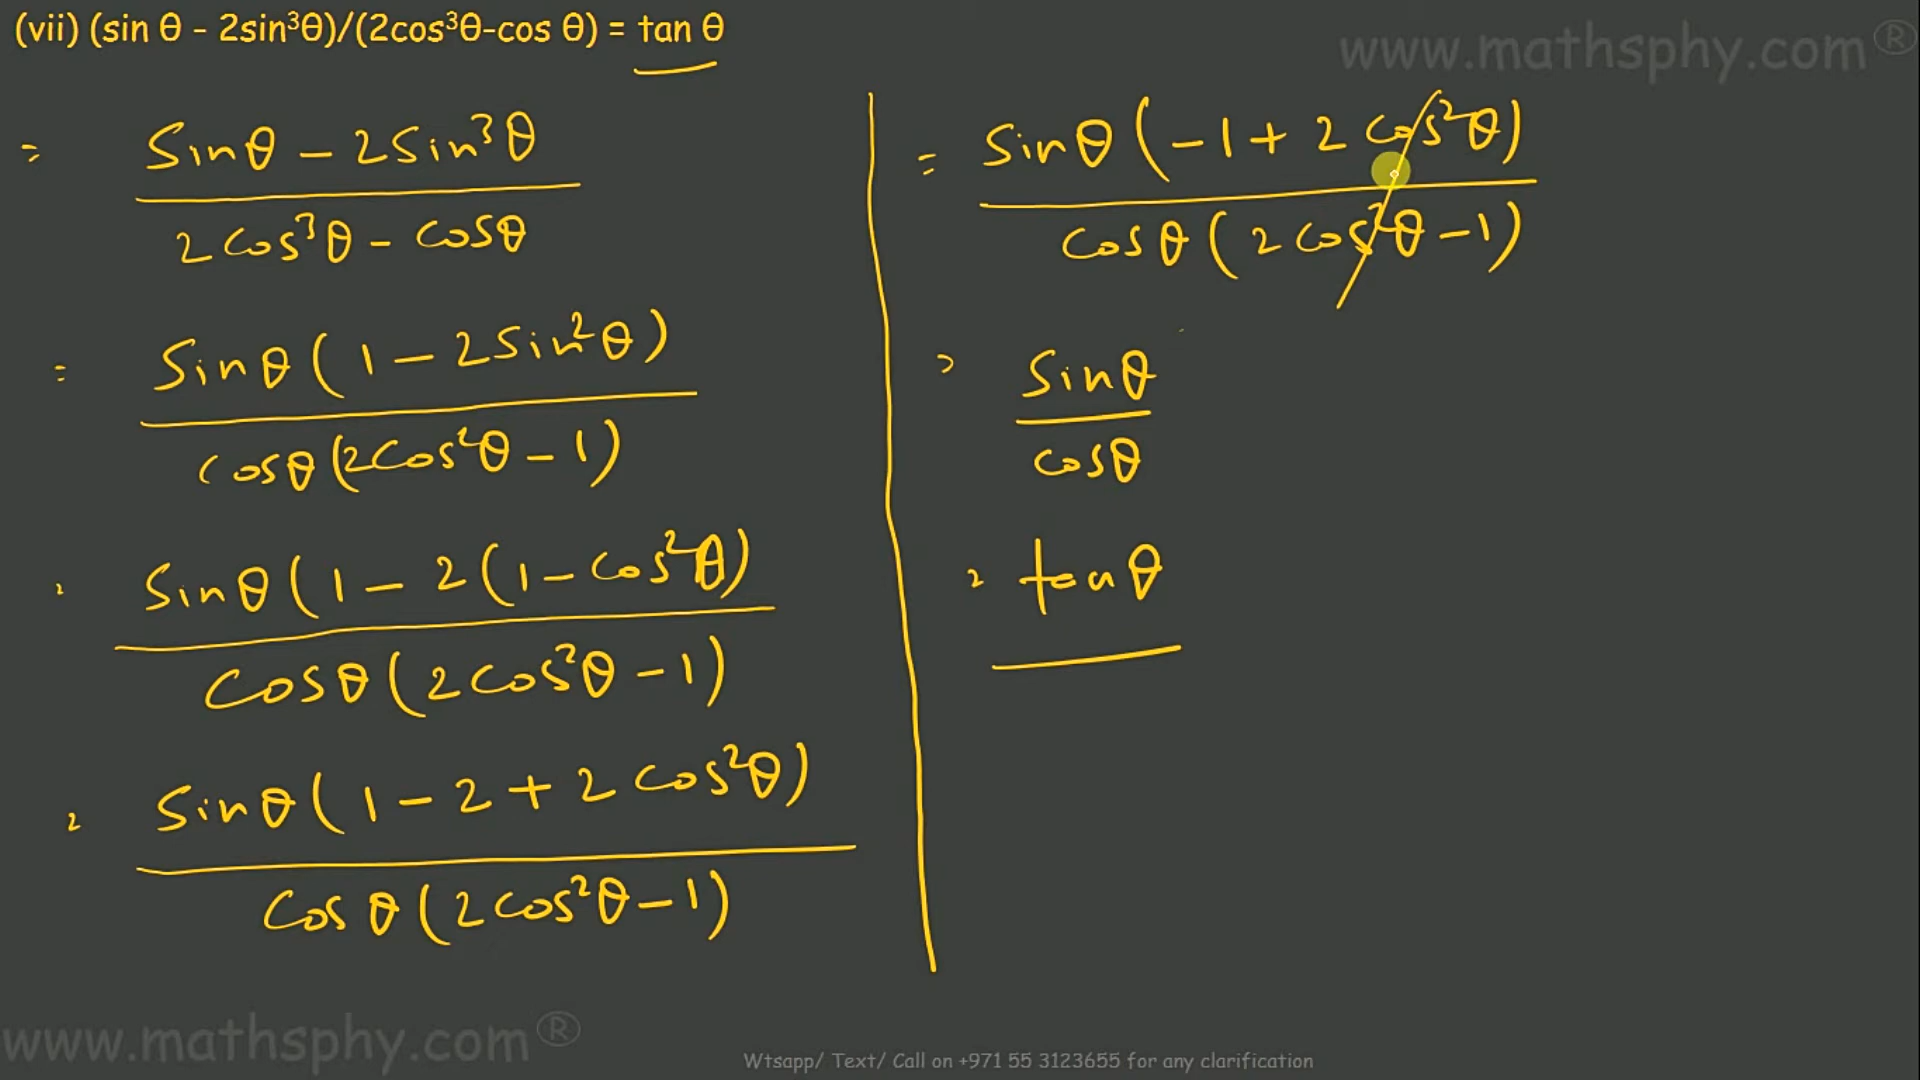 (vii) (sin θ - 2sin³θ)/(2cos³θ-cos θ) = tan θ
www.mathsphy.com®
= Sinθ – 2Sin³θ
2Cos³θ – Cosθ
= Sinθ(1 – 2Sin²θ)
Cosθ(2Cos²θ – 1)
= Sinθ(1 – 2(1 – Cos²θ)
Cosθ(2Cos²θ – 1)
= Sinθ(1 – 2 + 2Cos²θ)
Cosθ(2Cos²θ – 1)
= Sinθ(–1 + 2Cos²θ)
Cosθ(2Cos²θ – 1)
= Sinθ
Cosθ
= tanθ
www.mathsphy.com®
Wtsapp/ Text/ Call on +971 55 3123655 for any clarification